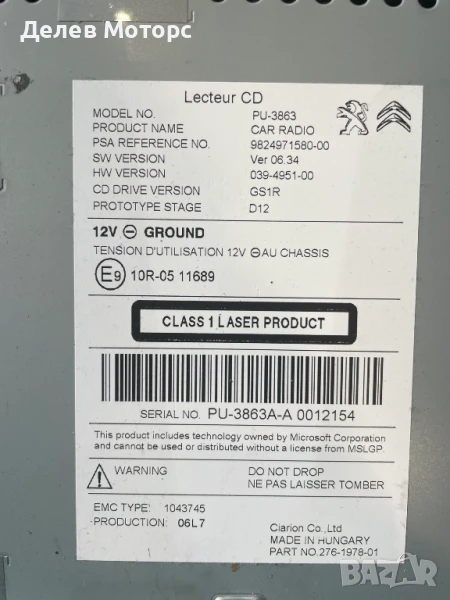 Делев Моторс
Lecteur CD
MODEL NO. PU-3863
PRODUCT NAME CAR RADIO
PSA REFERENCE NO. 9824971580-00
SW VERSION Ver 06.34
HW VERSION 039-4951-00
CD DRIVE VERSION GS1R
PROTOTYPE STAGE D12
12V ⊖ GROUND
TENSION D'UTILISATION 12V ⊖AU CHASSIS
E9 10R-05 11689
CLASS 1 LASER PRODUCT
SERIAL NO. PU-3863A-A 0012154
This product includes technology owned by Microsoft Corporation
and cannot be used or distributed without a license from MSLGP.
WARNING DO NOT DROP
NE PAS LAISSER TOMBER
EMC TYPE: 1043745
PRODUCTION: 06L7
Clarion Co.,Ltd
MADE IN HUNGARY
PART NO.276-1978-01
BAZAR